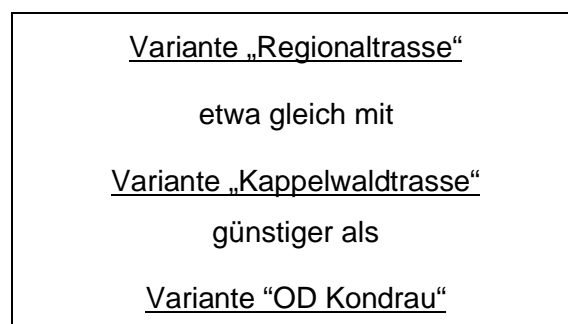 Variante „Regionaltrasse“
etwa gleich mit
Variante „Kappelwaldtrasse“
günstiger als
Variante “OD Kondrau“